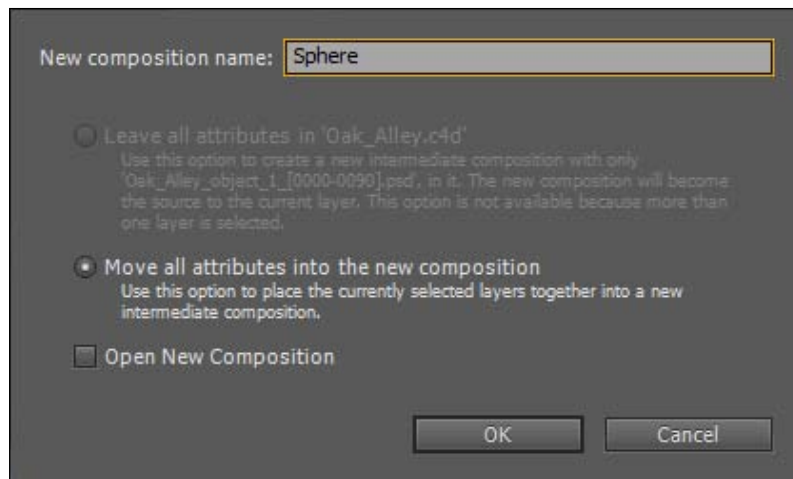 New composition name: Sphere
Leave all attributes in 'Oak_Alley.c4d'
Use this option to create a new intermediate composition with only
'Oak_Alley_object_1_[0000-0090].psd', in it. The new composition will become
the source to the current layer. This option is not available because more than
one layer is selected.
Move all attributes into the new composition
Use this option to place the currently selected layers together into a new
intermediate composition.
Open New Composition
OK Cancel